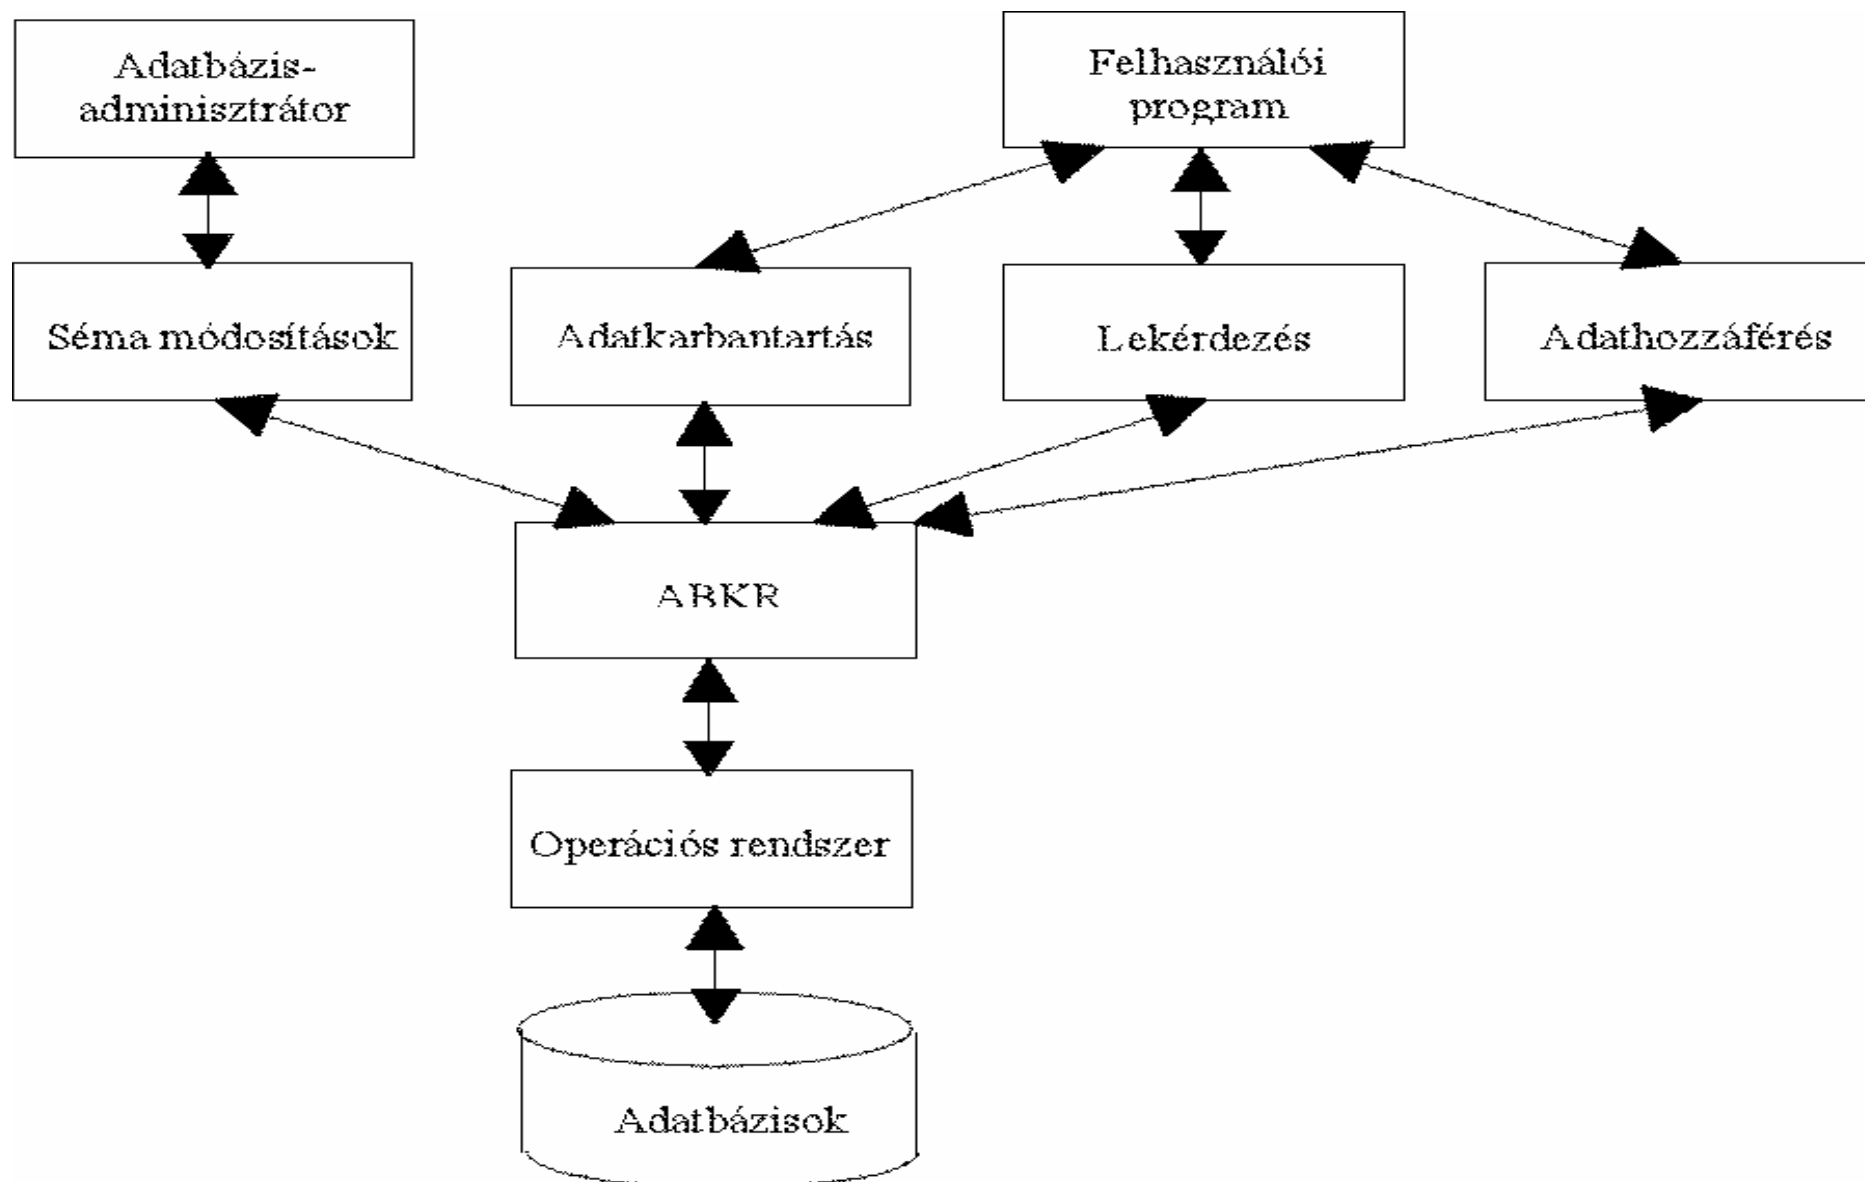 Adatbázis-
adminisztrátor
Felhasználói
program
Séma módosítások
Adatkarbantartás
Lekérdezés
Adathozzáférés
ABKR
Operációs rendszer
Adatbázisok